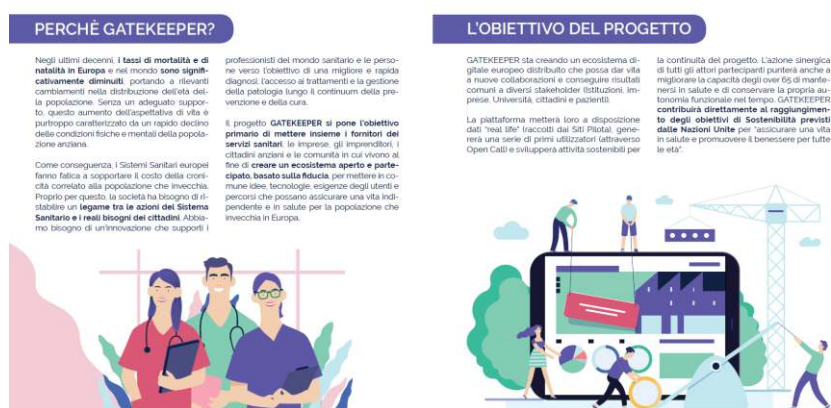 PERCHÈ GATEKEEPER?
Negli ultimi decenni, i tassi di mortalità e di
natalità in Europa e nel mondo sono signifi-
cativamente diminuiti, portando a rilevanti
cambiamenti nella distribuzione dell'età del-
la popolazione. Senza un adeguato suppor-
to, questo aumento dell'aspettativa di vita è
purtroppo caratterizzato da un rapido declino
delle condizioni fisiche e mentali della popola-
zione anziana.
Come conseguenza, i Sistemi Sanitari europei
fanno fatica a sopportare il costo della croni-
cità correlato alla popolazione che invecchia.
Proprio per questo, la società ha bisogno di ri-
stabilire un legame tra le azioni del Sistema
Sanitario e i reali bisogni dei cittadini. Abbia-
mo bisogno di un'innovazione che supporti i
professionisti del mondo sanitario e le perso-
ne verso l'obiettivo di una migliore e rapida
diagnosi, l'accesso ai trattamenti e la gestione
della patologia lungo il continuum della pre-
venzione e della cura.
Il progetto GATEKEEPER si pone l'obiettivo
primario di mettere insieme i fornitori dei
servizi sanitari, le imprese, gli imprenditori, i
cittadini anziani e le comunità in cui vivono al
fine di creare un ecosistema aperto e parte-
cipato, basato sulla fiducia, per mettere in co-
mune idee, tecnologie, esigenze degli utenti e
percorsi che possano assicurare una vita indi-
pendente e in salute per la popolazione che
invecchia in Europa.
L'OBIETTIVO DEL PROGETTO
GATEKEEPER sta creando un ecosistema di-
gitale europeo distribuito che possa dar vita
a nuove collaborazioni e conseguire risultati
comuni a diversi stakeholder (Istituzioni, im-
prese, Università, cittadini e pazienti).
La piattaforma metterà loro a disposizione
dati "real life" (raccolti dai Siti Pilota), gene-
rerà una serie di primi utilizzatori (attraverso
Open Call) e svilupperà attività sostenibili per
la continuità del progetto. L'azione sinergica
di tutti gli attori partecipanti punterà anche a
migliorare la capacità degli over 65 di mante-
nersi in salute e di conservare la propria au-
tonomia funzionale nel tempo. GATEKEEPER
contribuirà direttamente al raggiungimen-
to degli obiettivi di Sostenibilità previsti
dalle Nazioni Unite per "assicurare una vita
in salute e promuovere il benessere per tutte
le età".